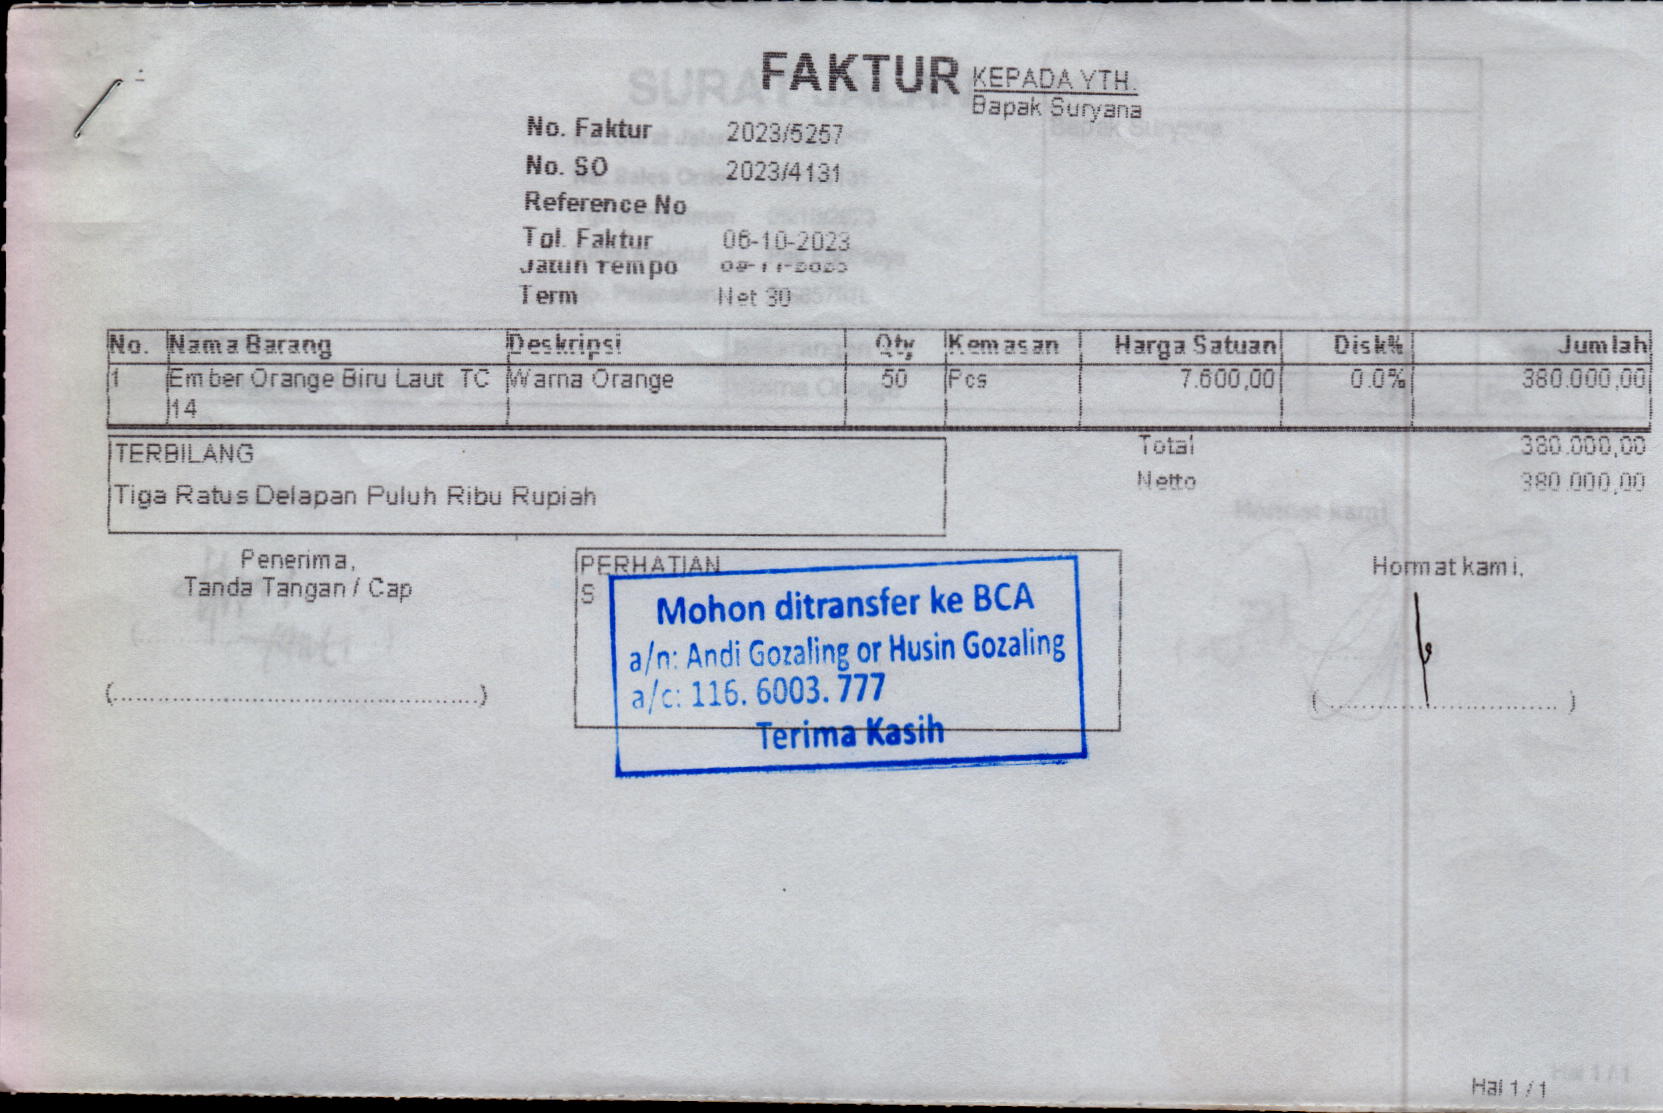 FAKTUR
KEPADA YTH.
Bapak Suryana
No. Faktur 2023/5257
No. SO 2023/4131
Reference No
Tgl. Faktur 06-10-2023
Jatuh Tempo
Term Net 30
No. Nama Barang Deskripsi Qty Kemasan Harga Satuan Disk% Jumlah
1 Ember Orange Biru Laut TC Warna Orange 50 Pcs 7.600,00 0.0% 380.000,00
14
TERBILANG
Tiga Ratus Delapan Puluh Ribu Rupiah
Total 380.000,00
Netto 380.000,00
Penerima,
Tanda Tangan / Cap
(............................................)
PERHATIAN
S
Mohon ditransfer ke BCA
a/n: Andi Gozaling or Husin Gozaling
a/c: 116. 6003. 777
Terima Kasih
Hormat kami,
(............................)
Hal 1 / 1